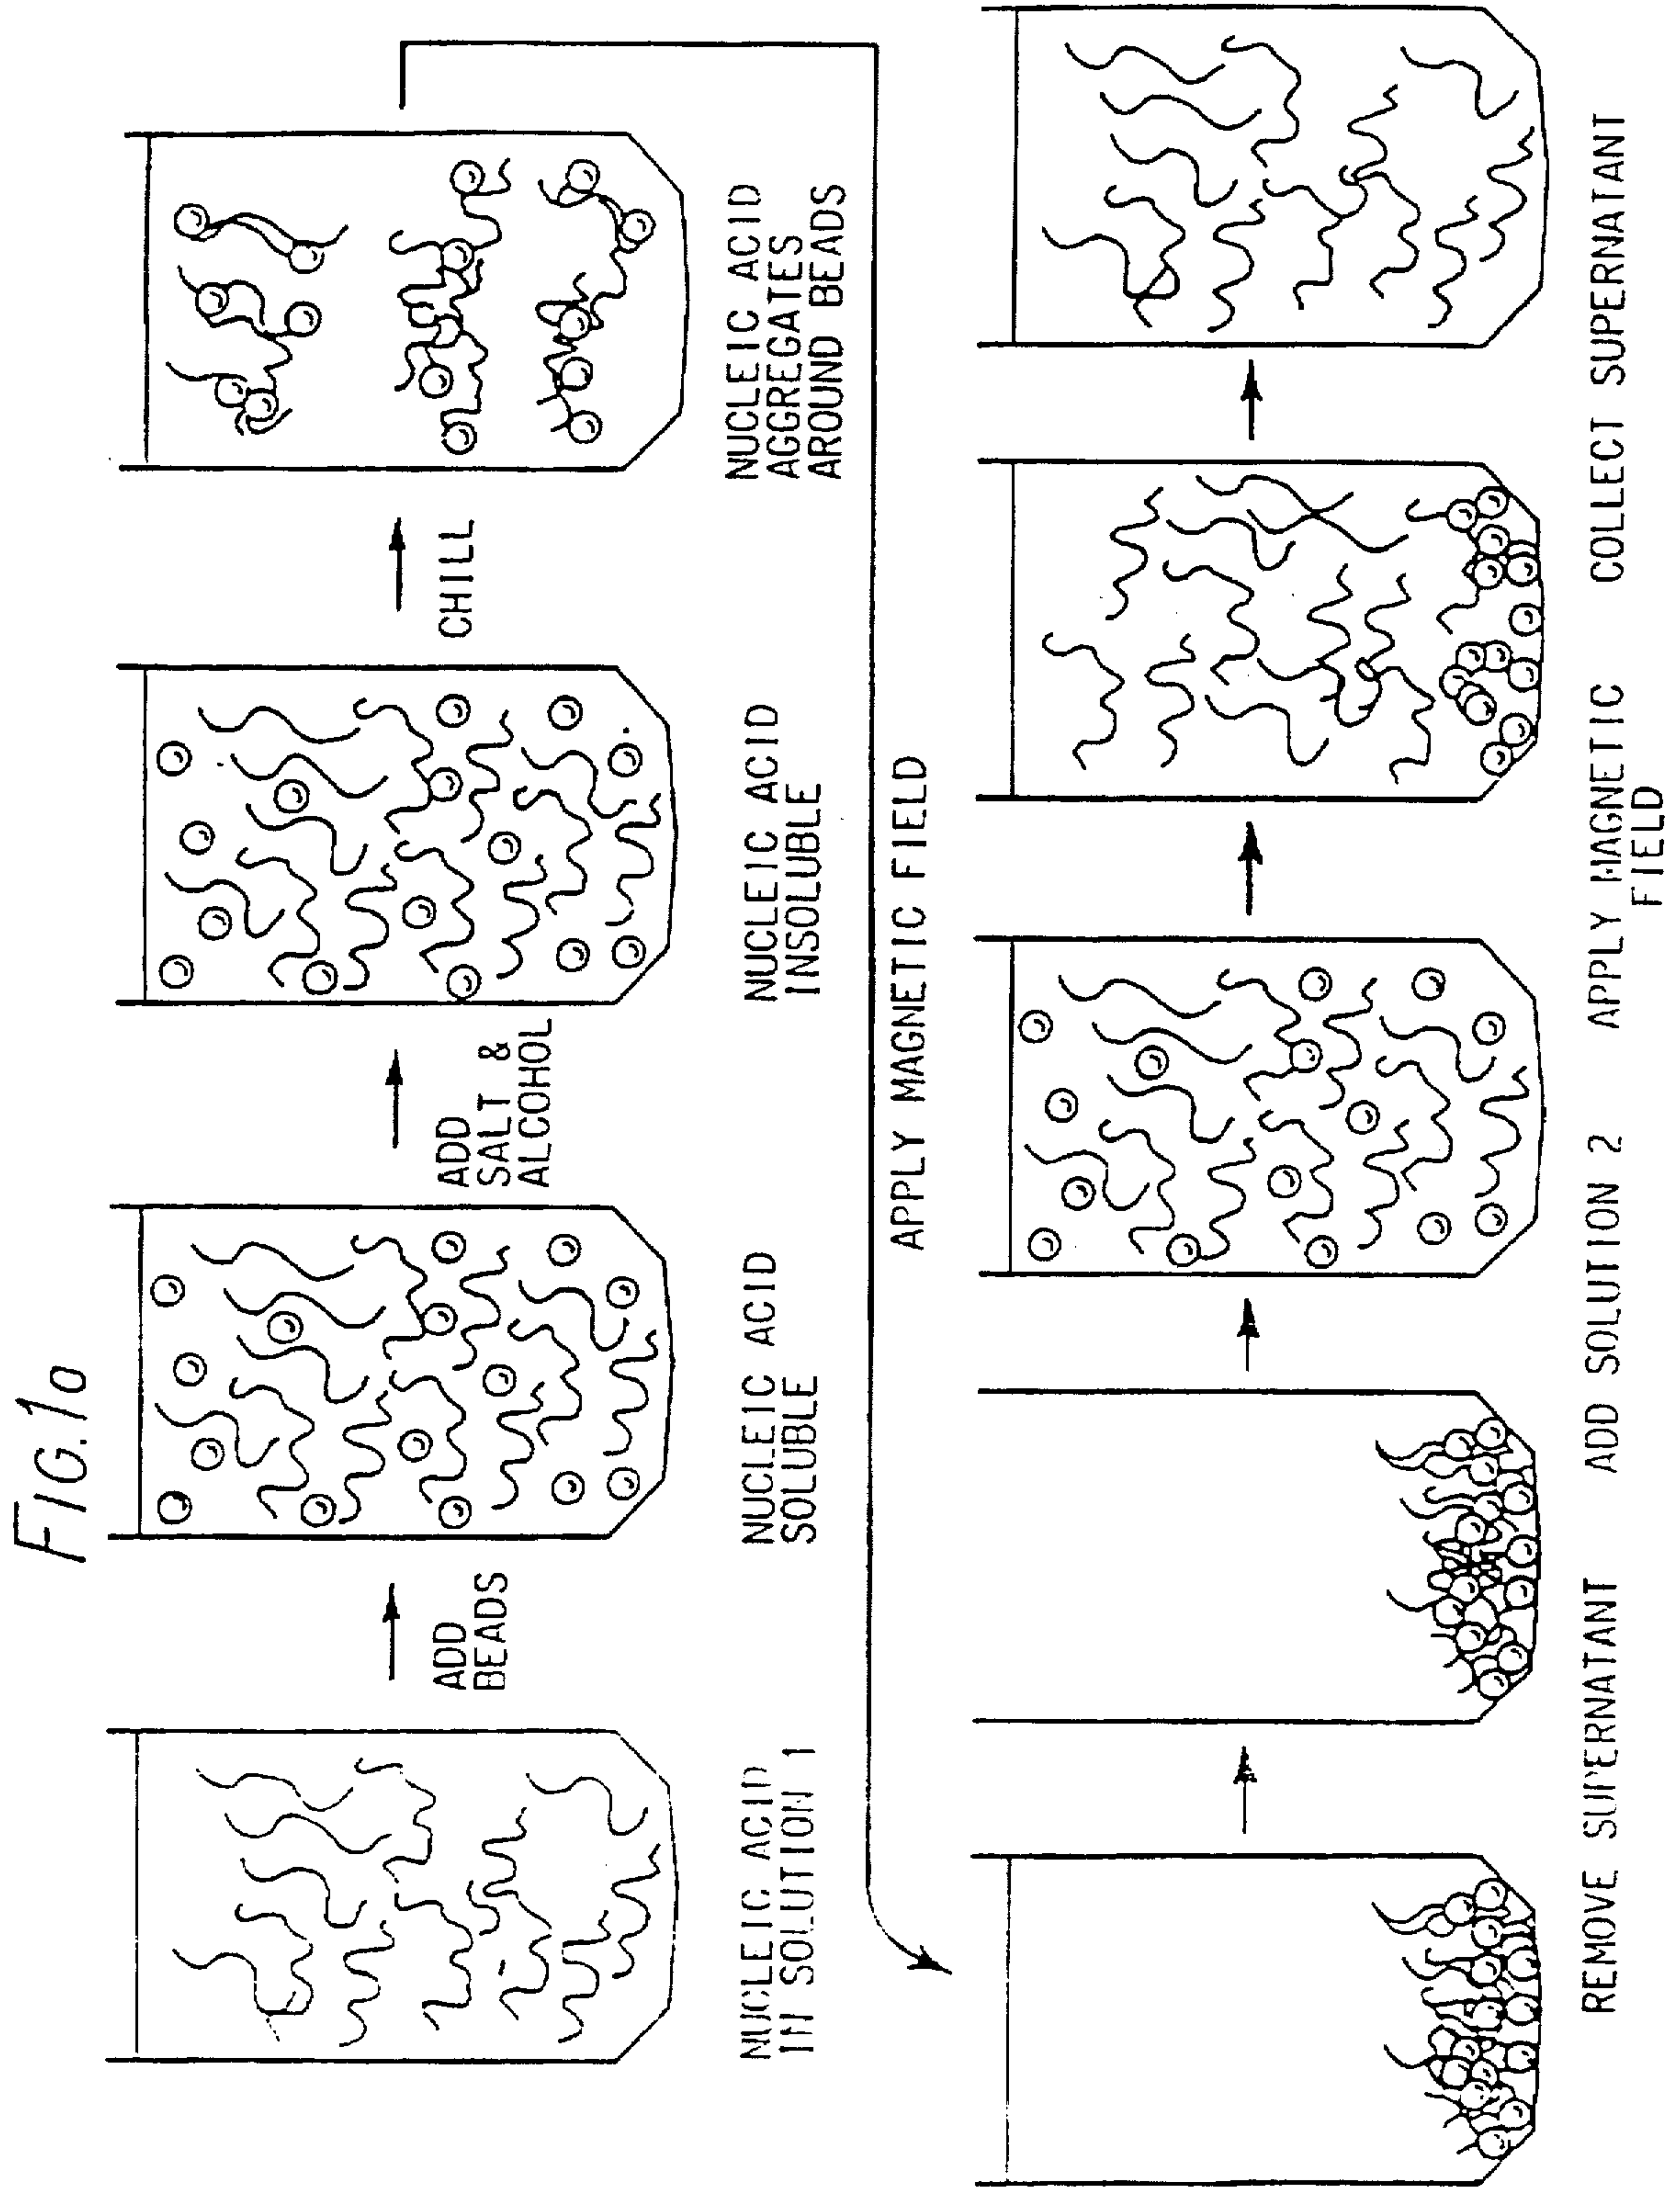 FIG. 1a
NUCLEIC ACID
IN SOLUTION 1
ADD
BEADS
NUCLEIC ACID
SOLUBLE
ADD
SALT &
ALCOHOL
NUCLEIC ACID
INSOLUBLE
CHILL
NUCLEIC ACID
AGGREGATES
AROUND BEADS
APPLY MAGNETIC FIELD
REMOVE SUPERNATANT
ADD SOLUTION 2
APPLY MAGNETIC
FIELD
COLLECT SUPERNATANT